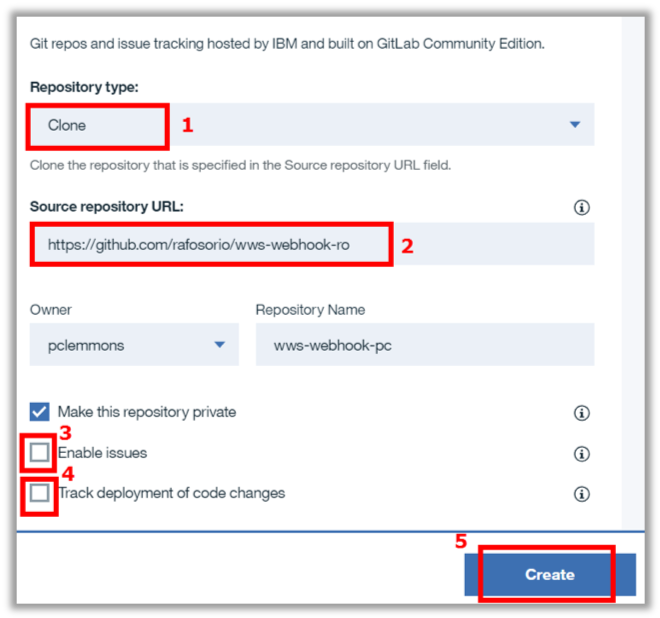 Git repos and issue tracking hosted by IBM and built on GitLab Community Edition.
Repository type:
Clone
1
Clone the repository that is specified in the Source repository URL field.
Source repository URL:
https://github.com/rafosorio/wws-webhook-ro
2
Owner
Repository Name
pclemmons
wws-webhook-pc
Make this repository private
3
Enable issues
4
Track deployment of code changes
5
Create